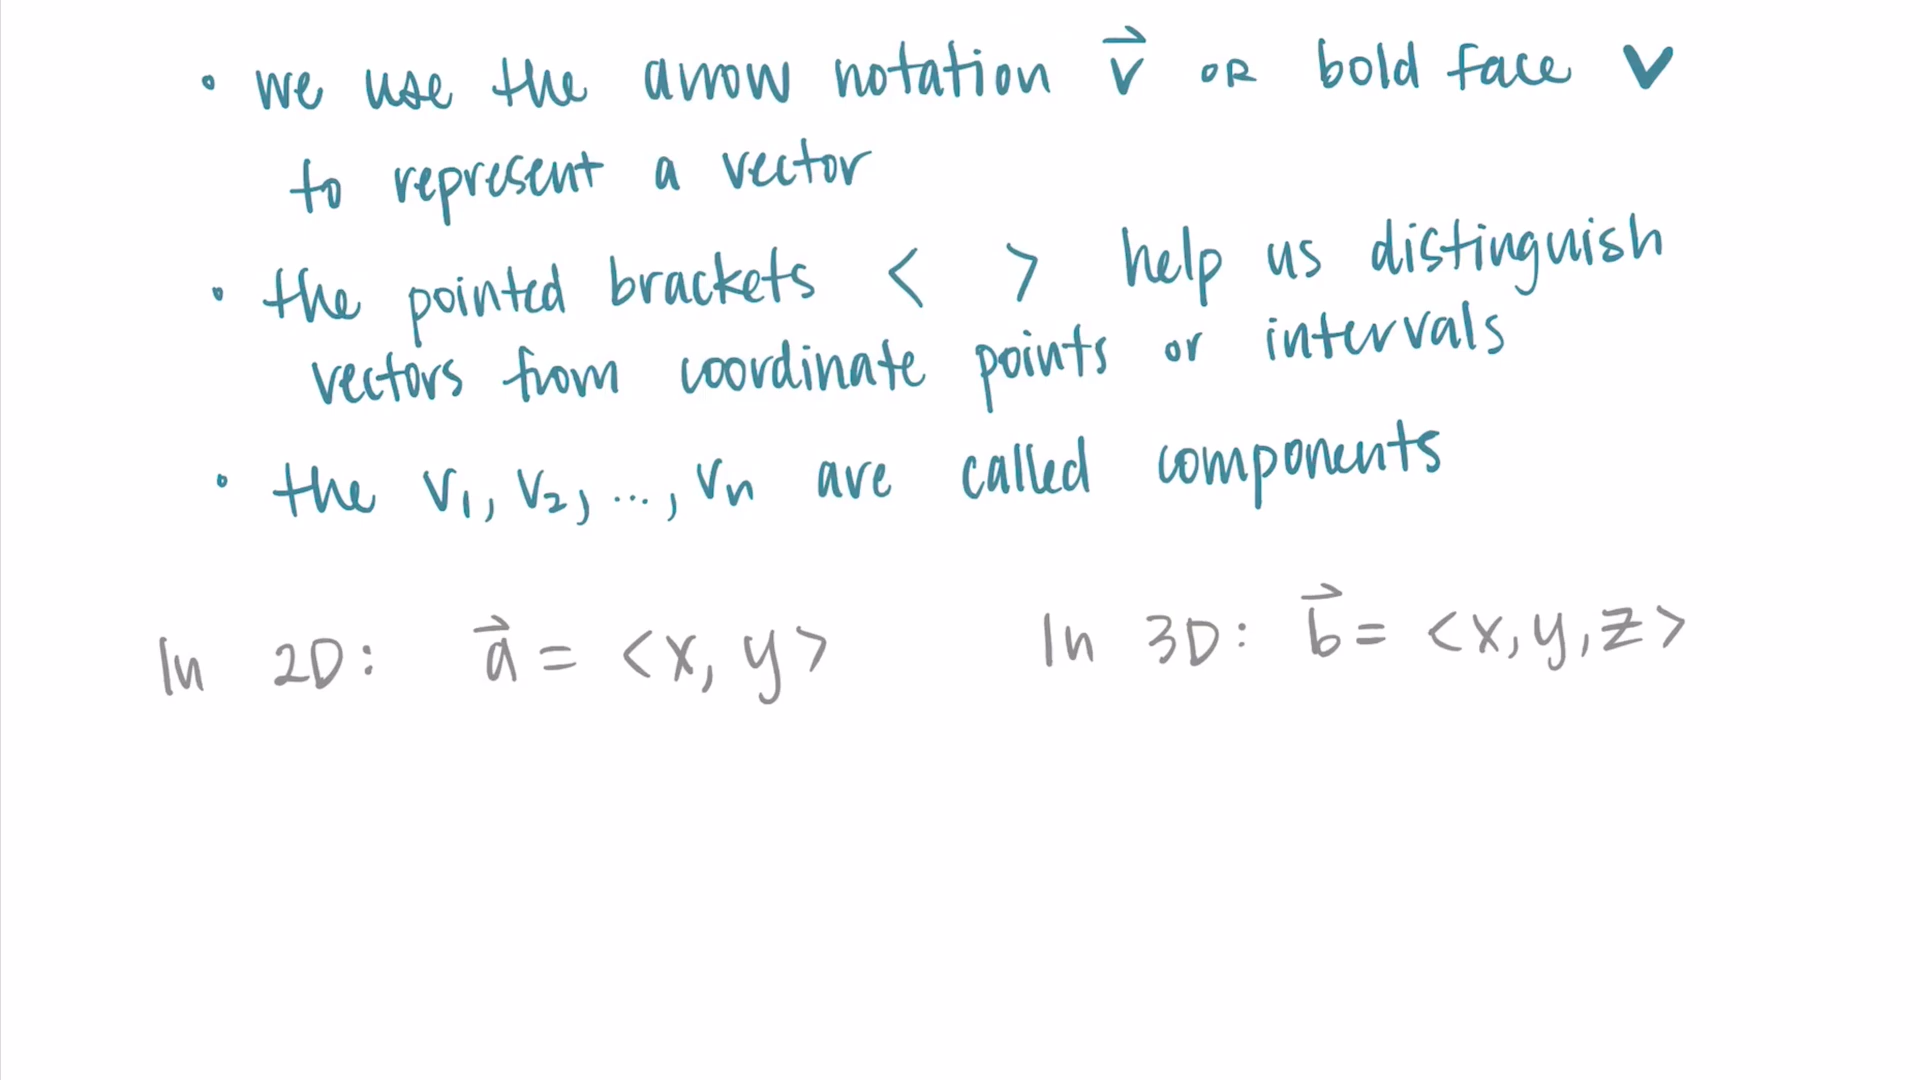 • we use the arrow notation v⃗ OR bold face 𝐯
to represent a vector
• the pointed brackets < > help us distinguish
vectors from coordinate points or intervals
• the v₁, v₂, ..., vₙ are called components
In 2D: a⃗ = <x, y> In 3D: b⃗ = <x, y, z>